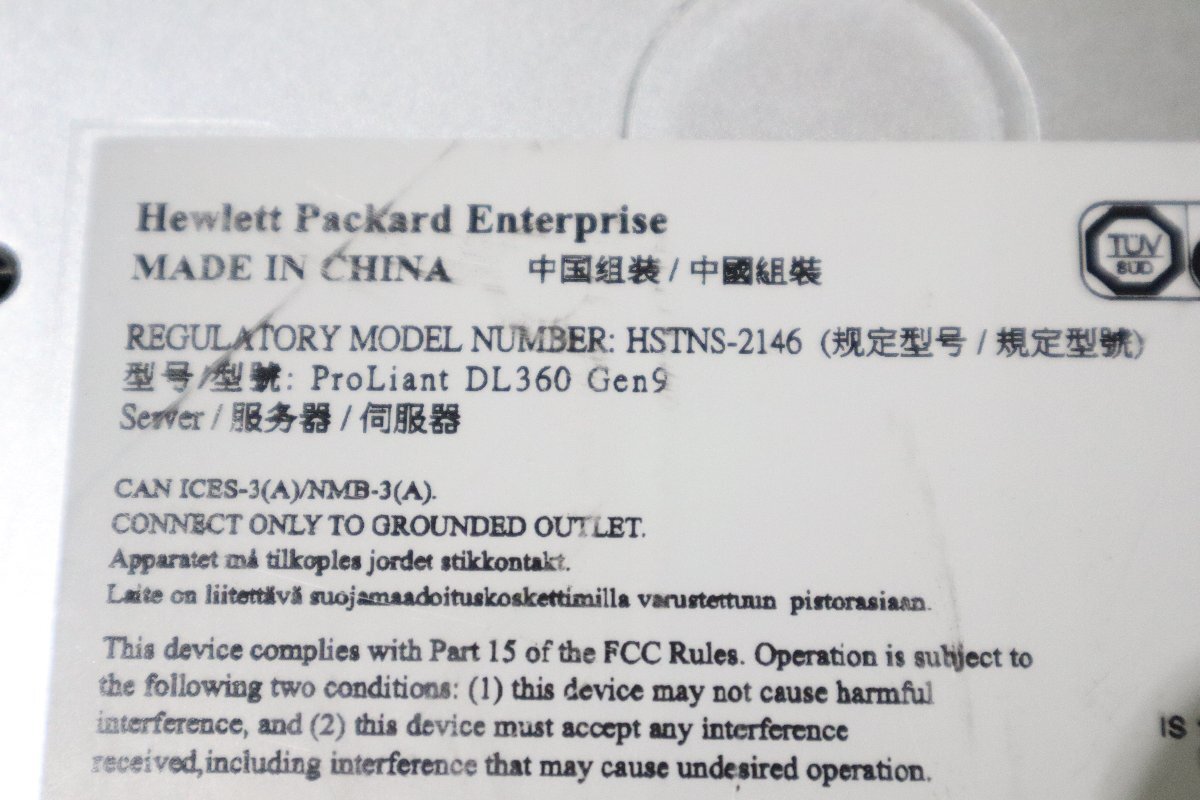 Hewlett Packard Enterprise
MADE IN CHINA 中国组装 / 中國組裝
TÜV
SÜD
REGULATORY MODEL NUMBER: HSTNS-2146 (规定型号 / 規定型號)
型号/型號: ProLiant DL360 Gen9
Server / 服务器 / 伺服器
CAN ICES-3(A)/NMB-3(A).
CONNECT ONLY TO GROUNDED OUTLET.
Apparatet må tilkoples jordet stikkontakt.
Laite on liitettävä suojamaadoituskoskettimilla varustettuun pistorasiaan.
This device complies with Part 15 of the FCC Rules. Operation is subject to
the following two conditions: (1) this device may not cause harmful
interference, and (2) this device must accept any interference
received, including interference that may cause undesired operation.
IS